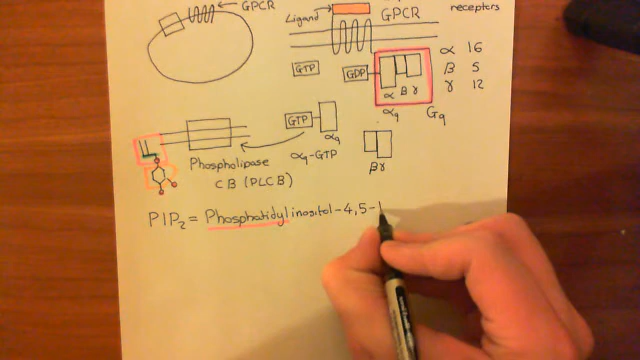 GPCR
Ligand
GPCR
receptors
α 16
β 5
γ 12
GTP
GDP
α β γ
αq
Gq
GTP
αq
αq-GTP
βγ
Phospholipase
Cβ (PLCβ)
PIP2 = Phosphatidylinositol-4,5-